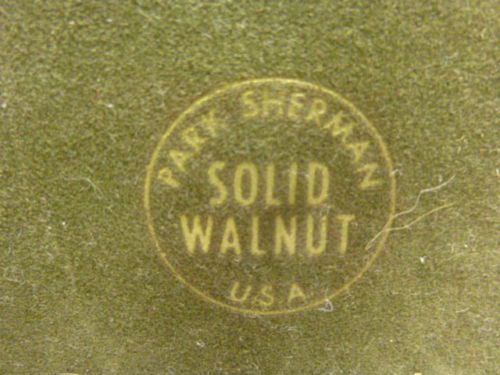 PARK SHERMAN
SOLID
WALNUT
U.S.A